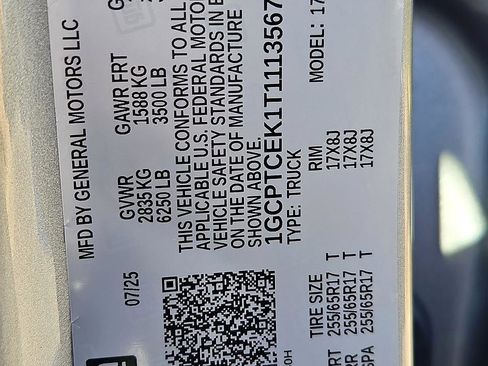 MFD BY GENERAL MOTORS LLC
07/25
GVWR
2835 KG
6250 LB
GAWR FRT
1588 KG
3500 LB
THIS VEHICLE CONFORMS TO ALL
APPLICABLE U.S. FEDERAL MOTOR
VEHICLE SAFETY STANDARDS IN E
ON THE DATE OF MANUFACTURE
SHOWN ABOVE.
1GCPTCEK1T1113567
TYPE: TRUCK
MODEL: 17
TIRE SIZE
RIM
RT 255/65R17 T 17X8J
RR 255/65R17 T 17X8J
SPA 255/65R17 T 17X8J